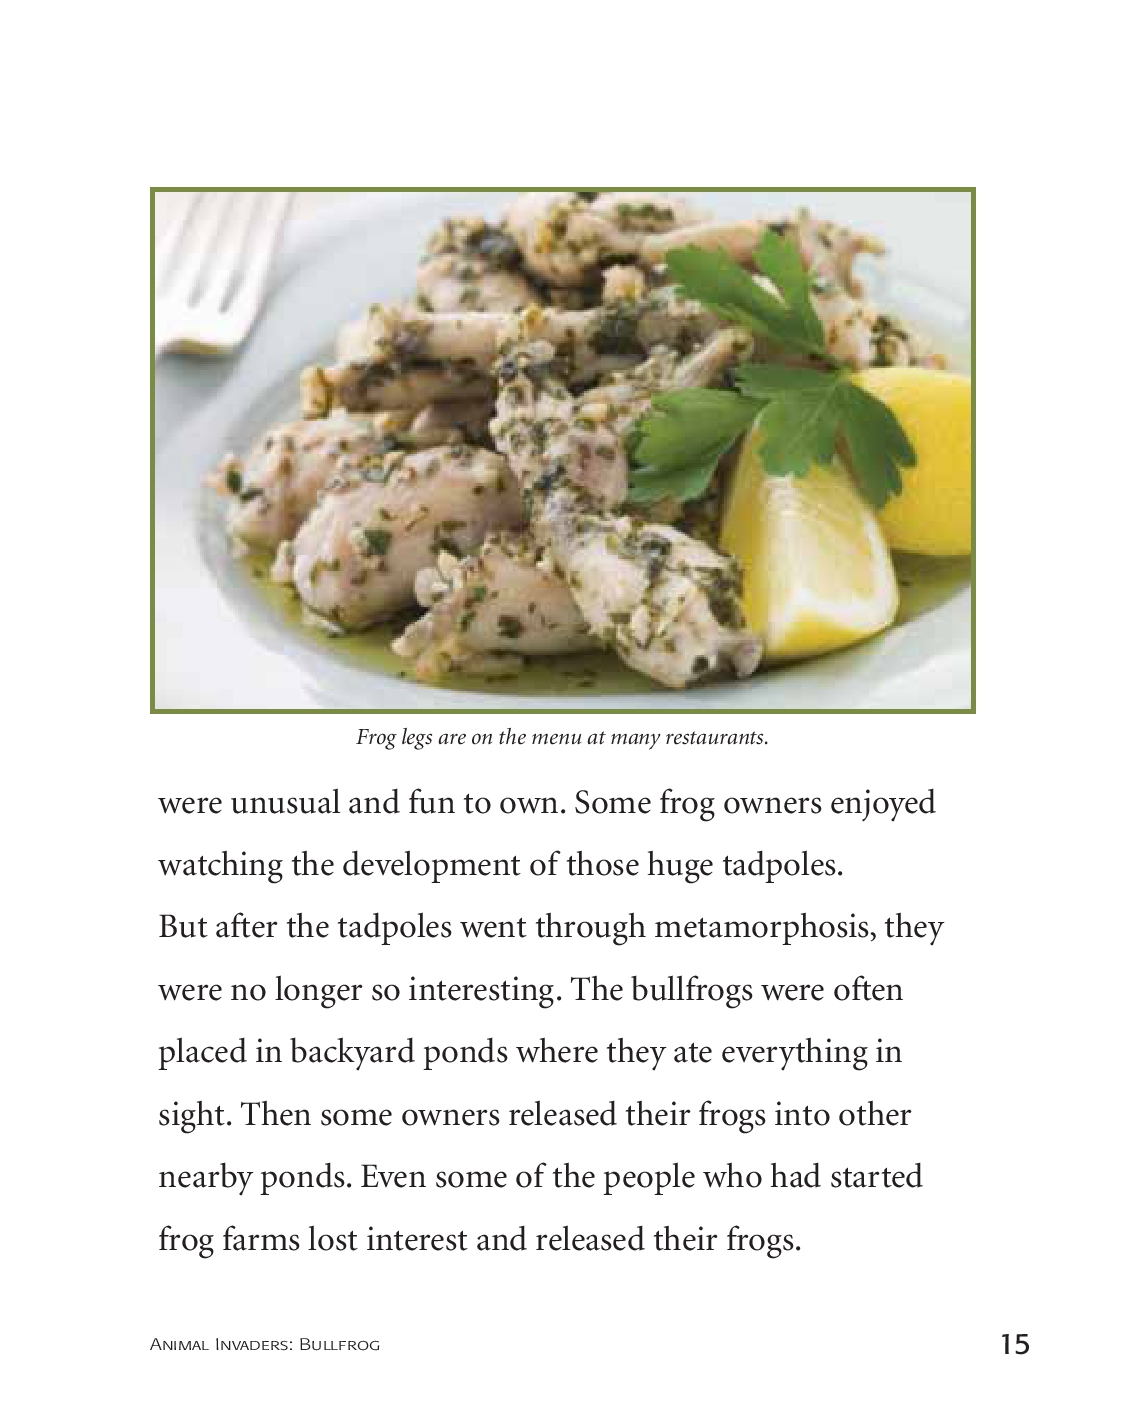 Frog legs are on the menu at many restaurants.
were unusual and fun to own. Some frog owners enjoyed
watching the development of those huge tadpoles.
But after the tadpoles went through metamorphosis, they
were no longer so interesting. The bullfrogs were often
placed in backyard ponds where they ate everything in
sight. Then some owners released their frogs into other
nearby ponds. Even some of the people who had started
frog farms lost interest and released their frogs.
Animal Invaders: Bullfrog
15